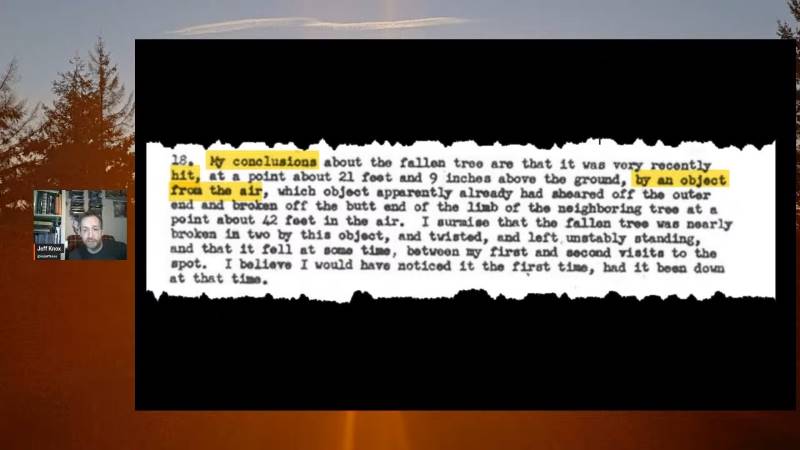 18. My conclusions about the fallen tree are that it was very recently
hit, at a point about 21 feet and 9 inches above the ground, by an object
from the air, which object apparently already had sheared off the outer
end and broken off the butt end of the limb of the neighboring tree at a
point about 42 feet in the air. I surmise that the fallen tree was nearly
broken in two by this object, and twisted, and left unstably standing,
and that it fell at some time, between my first and second visits to the
spot. I believe I would have noticed it the first time, had it been down
at that time.
Jeff Knox